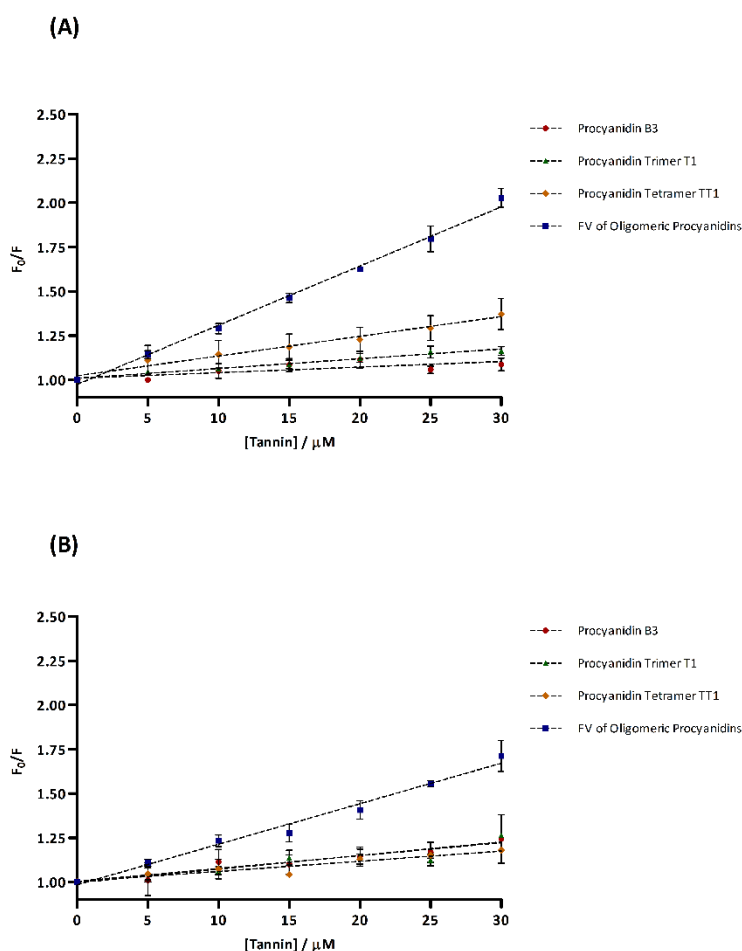 (A)
2.50
2.25
2.00
1.75
1.50
1.25
1.00
F₀/F
0 5 10 15 20 25 30
[Tannin] / μM
Procyanidin B3
Procyanidin Trimer T1
Procyanidin Tetramer TT1
FV of Oligomeric Procyanidins
(B)
2.50
2.25
2.00
1.75
1.50
1.25
1.00
F₀/F
0 5 10 15 20 25 30
[Tannin] / μM
Procyanidin B3
Procyanidin Trimer T1
Procyanidin Tetramer TT1
FV of Oligomeric Procyanidins